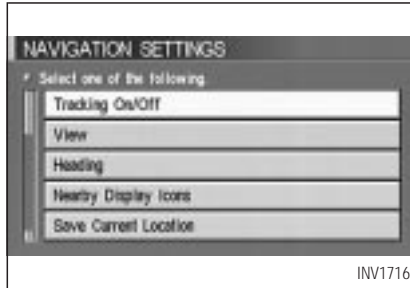 NAVIGATION SETTINGS
Select one of the following
Tracking On/Off
View
Heading
Nearby Display Icons
Save Current Location
INV1716